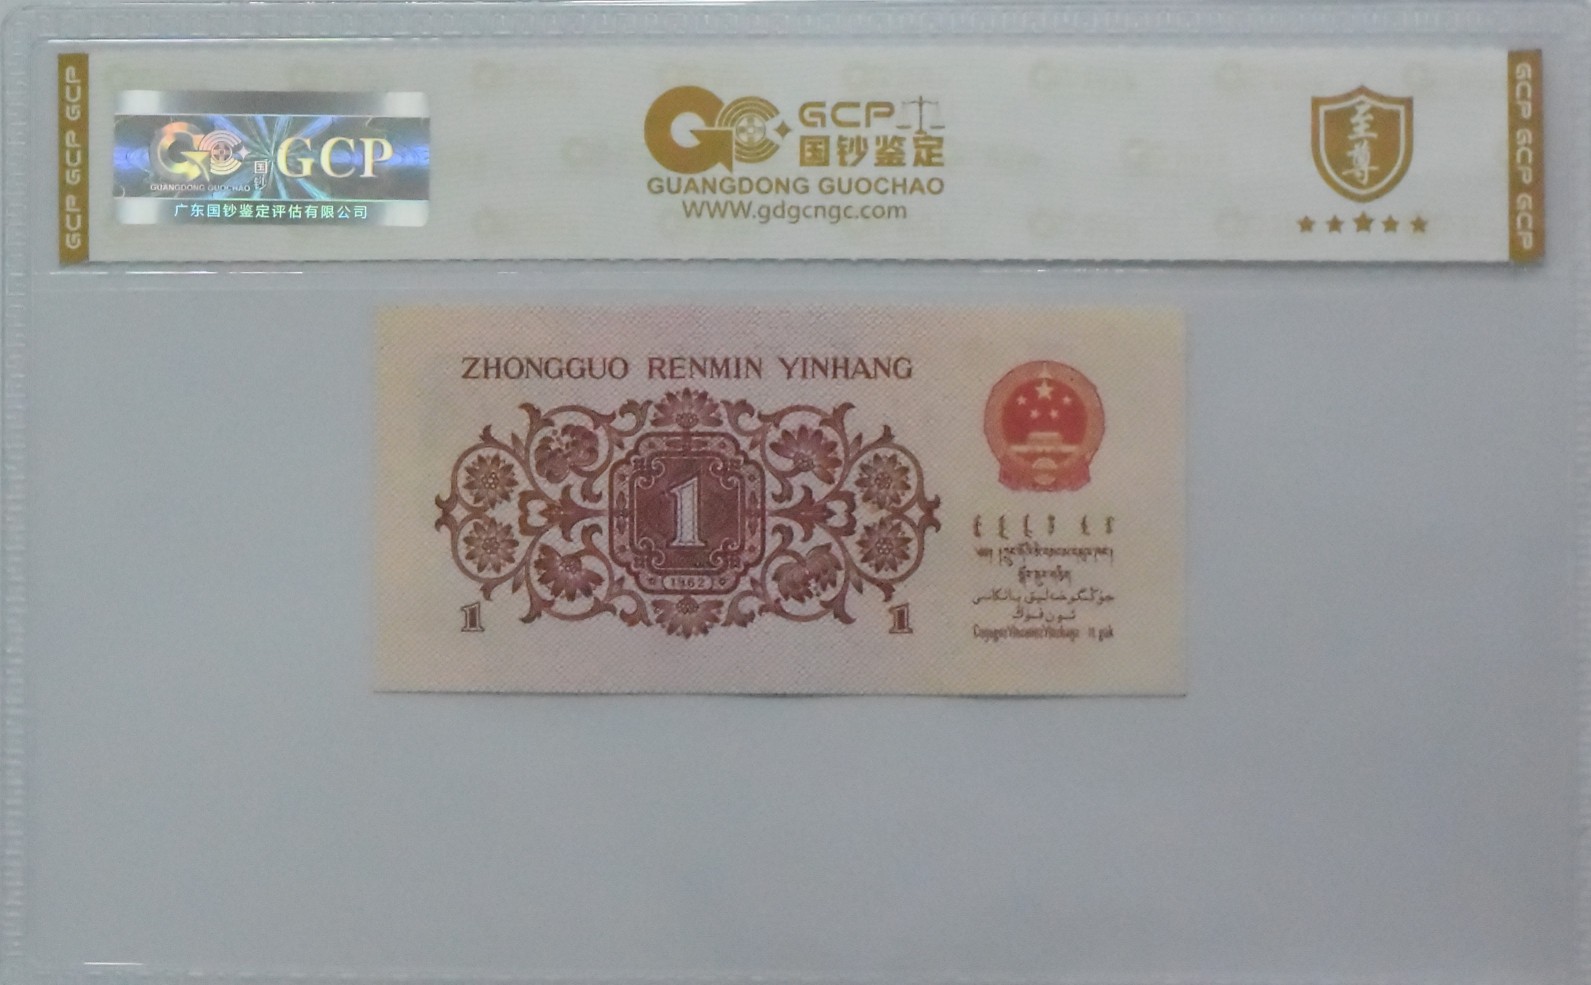 GCP GCP GCP
GUANGDONG GUOCHAO
国钞
GCP
广东国钞鉴定评估有限公司
GCP
国钞鉴定
GUANGDONG GUOCHAO
WWW.gdgcngc.com
至尊
GCP GCP GCP
ZHONGGUO RENMIN YINHANG
1
1962
1
1